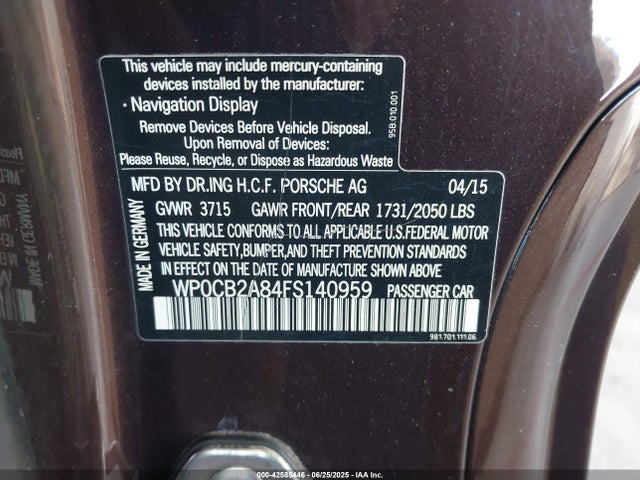 This vehicle may include mercury-containing
devices installed by the manufacturer:
· Navigation Display
Remove Devices Before Vehicle Disposal.
Upon Removal of Devices:
Please Reuse, Recycle, or Dispose as Hazardous Waste
95B.010.001
MFD BY DR.ING H.C.F. PORSCHE AG 04/15
GVWR 3715 GAWR FRONT/REAR 1731/2050 LBS
THIS VEHICLE CONFORMS TO ALL APPLICABLE U.S.FEDERAL MOTOR
VEHICLE SAFETY,BUMPER,AND THEFT PREVENTION STANDARDS
IN EFFECT ON THE DATE OF MANUFACTURE SHOWN ABOVE
MADE IN GERMANY
WP0CB2A84FS140959 PASSENGER CAR
981.701.111.06
000-42585446 - 06/25/2025 - IAAI, Inc.